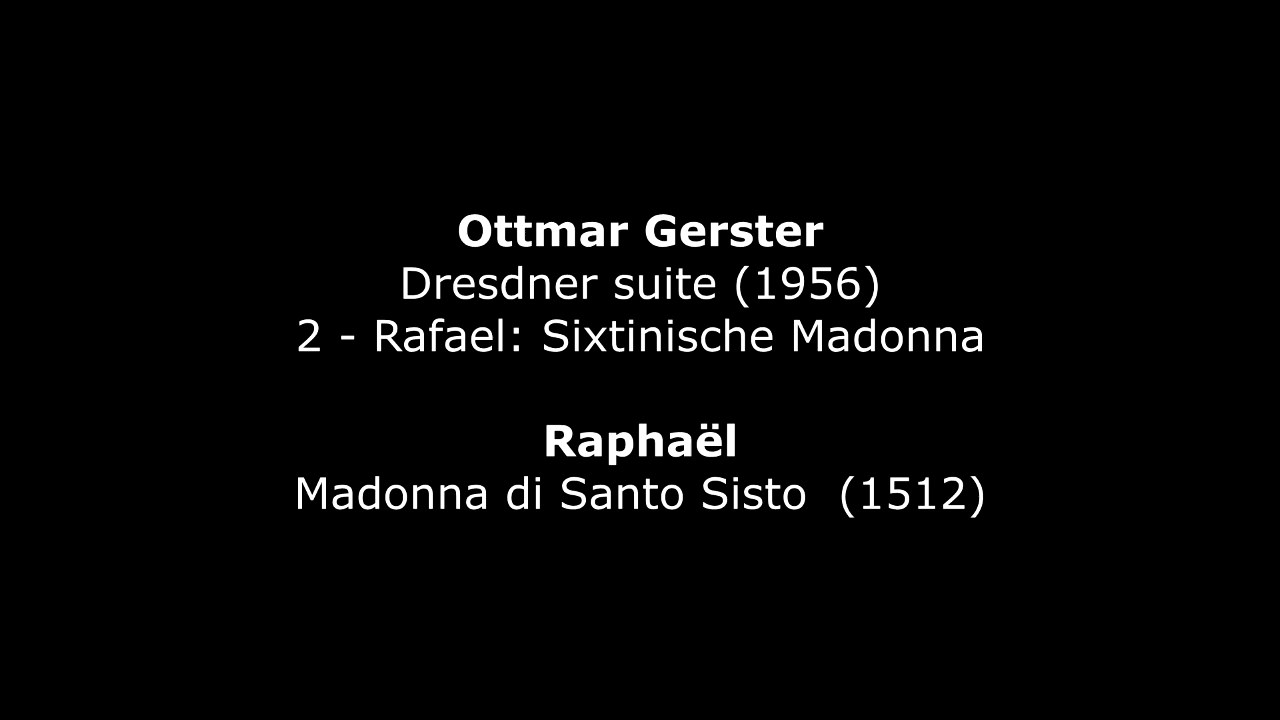 Ottmar Gerster
Dresdner suite (1956)
2 - Rafael: Sixtinische Madonna
Raphaël
Madonna di Santo Sisto  (1512)